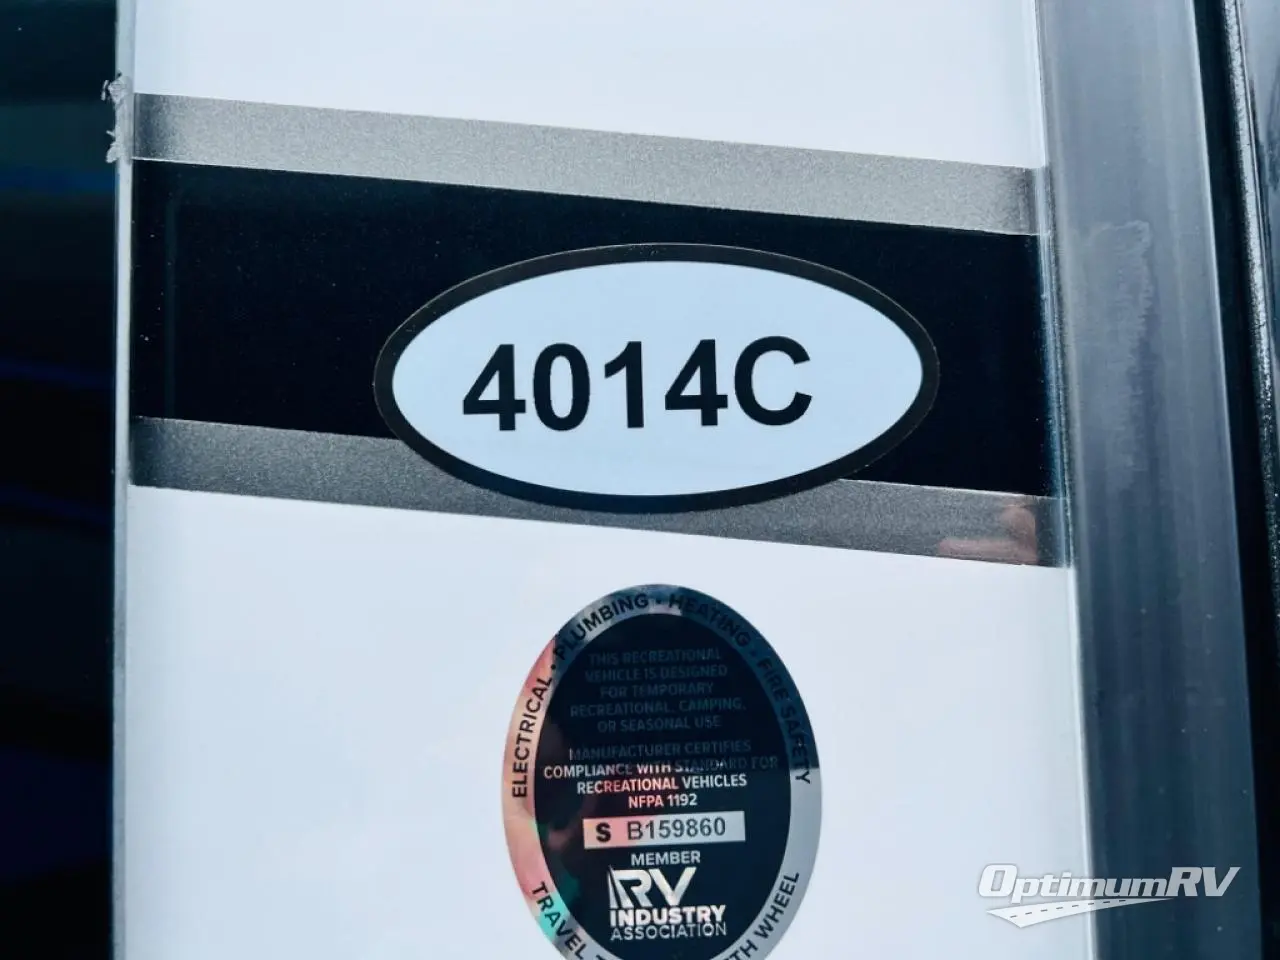 4014C
ELECTRICAL • PLUMBING • HEATING • FIRE SAFETY
THIS RECREATIONAL
VEHICLE IS DESIGNED
FOR TEMPORARY
RECREATIONAL, CAMPING,
OR SEASONAL USE
MANUFACTURER CERTIFIES
COMPLIANCE WITH STANDARD FOR
RECREATIONAL VEHICLES
NFPA 1192
S B159860
MEMBER
RV
INDUSTRY
ASSOCIATION
TRAVEL
WHEEL
OptimumRV